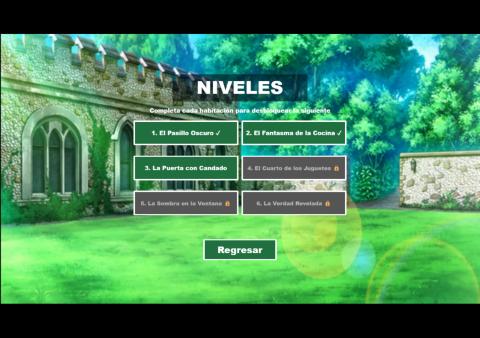 NIVELES
Completa cada habitación para desbloquear la siguiente
1. El Pasillo Oscuro ✓
2. El Fantasma de la Cocina ✓
3. La Puerta con Candado
4. El Cuarto de los Juguetes 🔒
5. La Sombra en la Ventana 🔒
6. La Verdad Revelada 🔒
Regresar